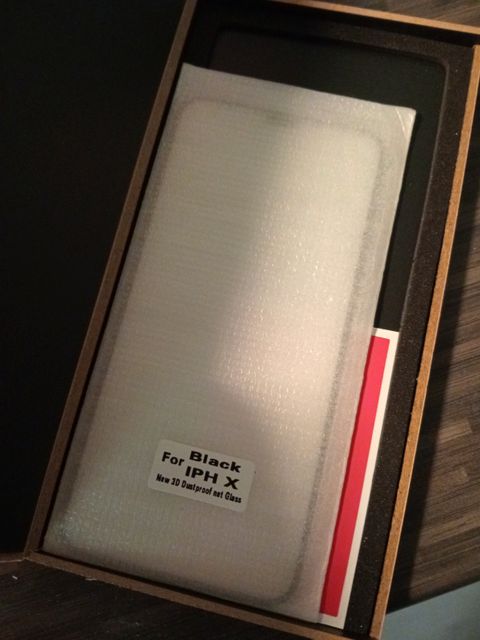 Black
For IPH X
New 3D Dustproof net Glass